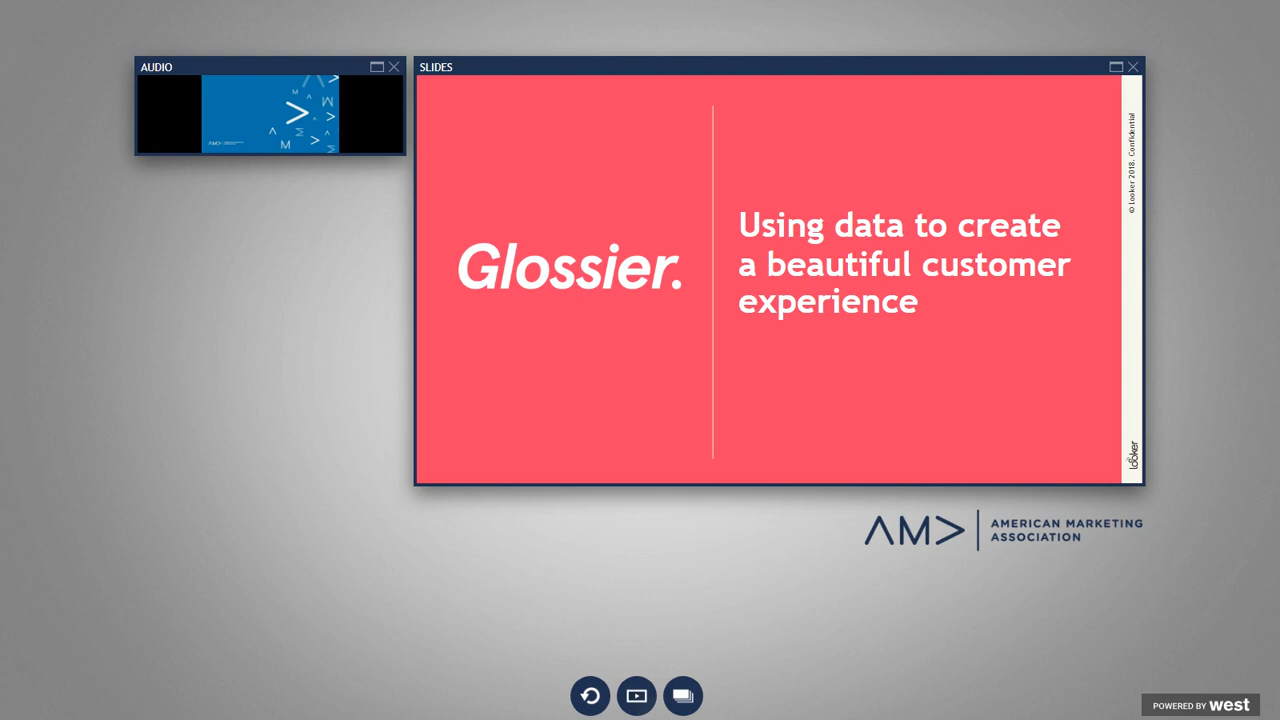 AUDIO
SLIDES
Glossier.
Using data to create
a beautiful customer
experience
© Looker 2018. Confidential
looker
AMERICAN MARKETING
ASSOCIATION
POWERED BY west